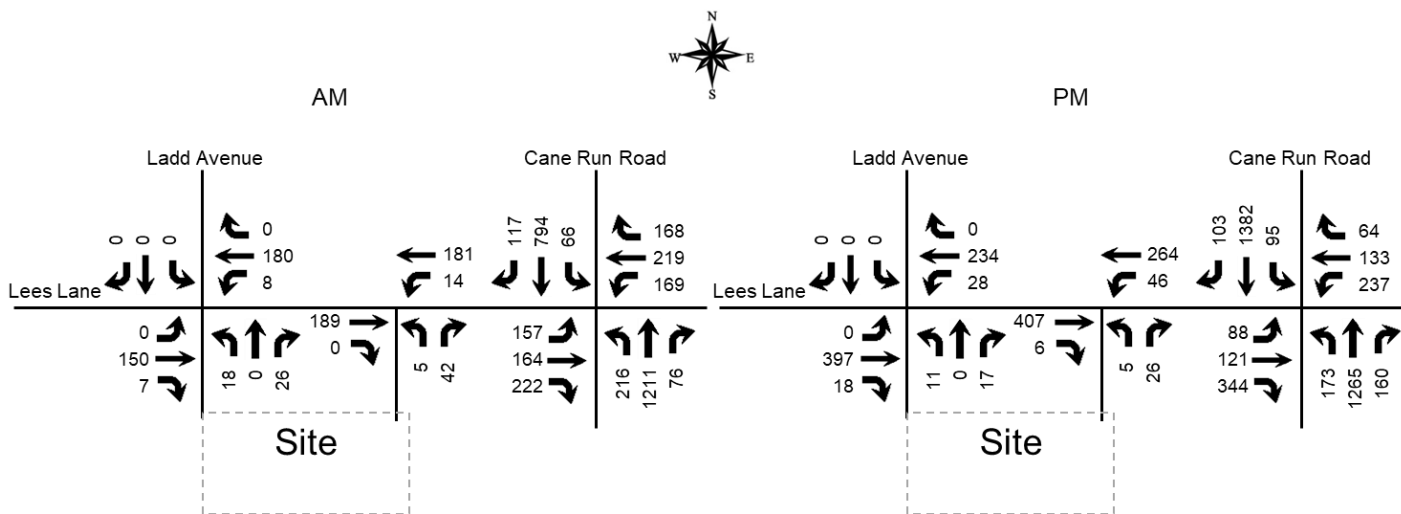 N
W E
S
AM
PM
Ladd Avenue
Cane Run Road
Ladd Avenue
Cane Run Road
0 0 0
0
180
8
181
14
117 794 66
168
219
169
0 0 0
0
234
28
264
46
103 1382 95
64
133
237
Lees Lane
Lees Lane
0
150
7
18 0 26
189
0
5 42
157
164
222
216 1211 76
0
397
18
11 0 17
407
6
5 26
88
121
344
173 1265 160
Site
Site